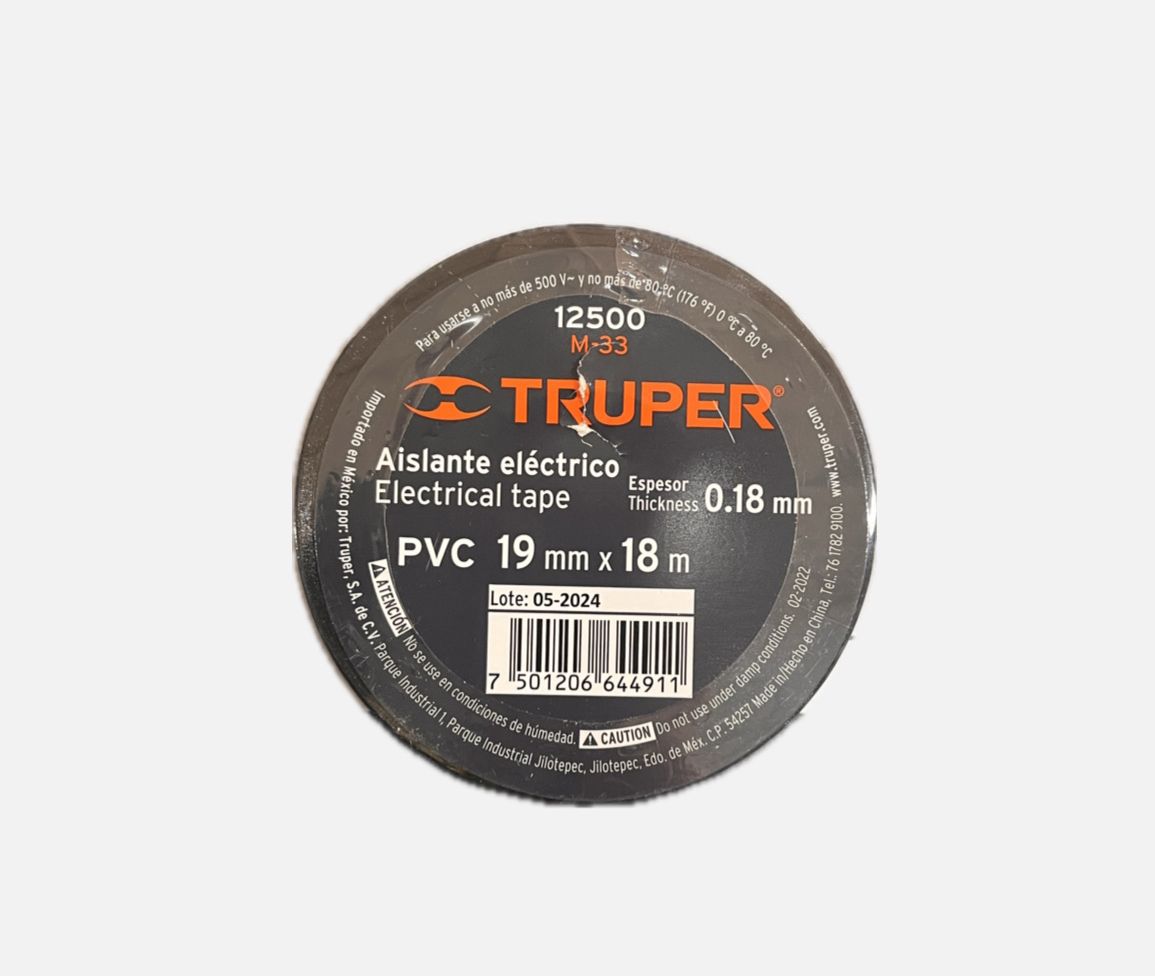 Para usarse a no más de 500 V~ y no más de 80 °C (176 °F) 0 °C a 80 °C
12500
M-33
TRUPER®
Aislante eléctrico
Electrical tape
Espesor
Thickness 0.18 mm
PVC 19 mm x 18 m
Lote: 05-2024
7 501206 644911
ATENCIÓN No se use en condiciones de húmedad.
CAUTION Do not use under damp conditions. 02-2022
Importado en México por: Truper, S.A. de C.V. Parque Industrial 1, Parque Industrial Jilotepec, Jilotepec, Edo. de Méx. C.P. 54257 Made in/Hecho en China, Tel.: 76 1782 9100. www.truper.com